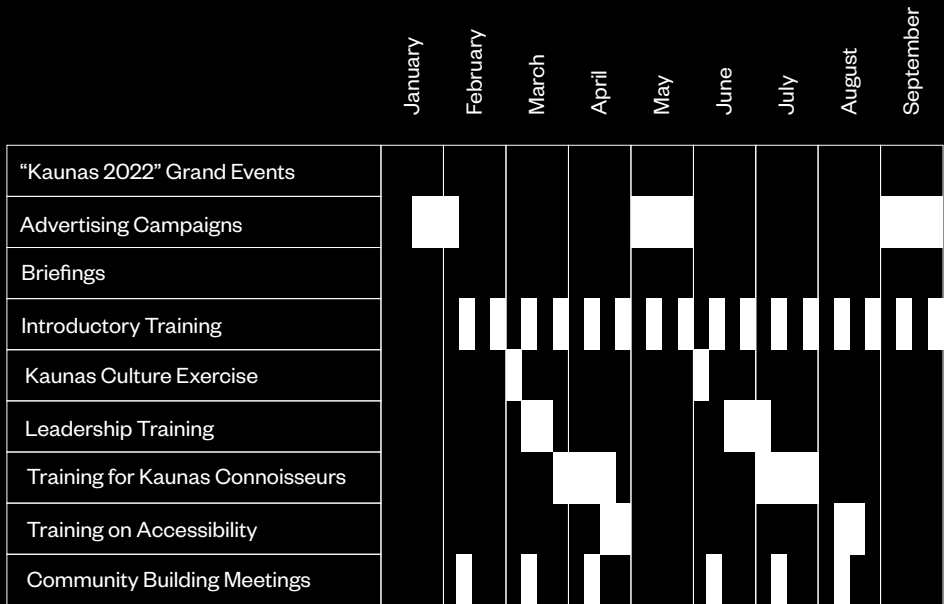 January
February
March
April
May
June
July
August
September
“Kaunas 2022” Grand Events
Advertising Campaigns
Briefings
Introductory Training
Kaunas Culture Exercise
Leadership Training
Training for Kaunas Connoisseurs
Training on Accessibility
Community Building Meetings